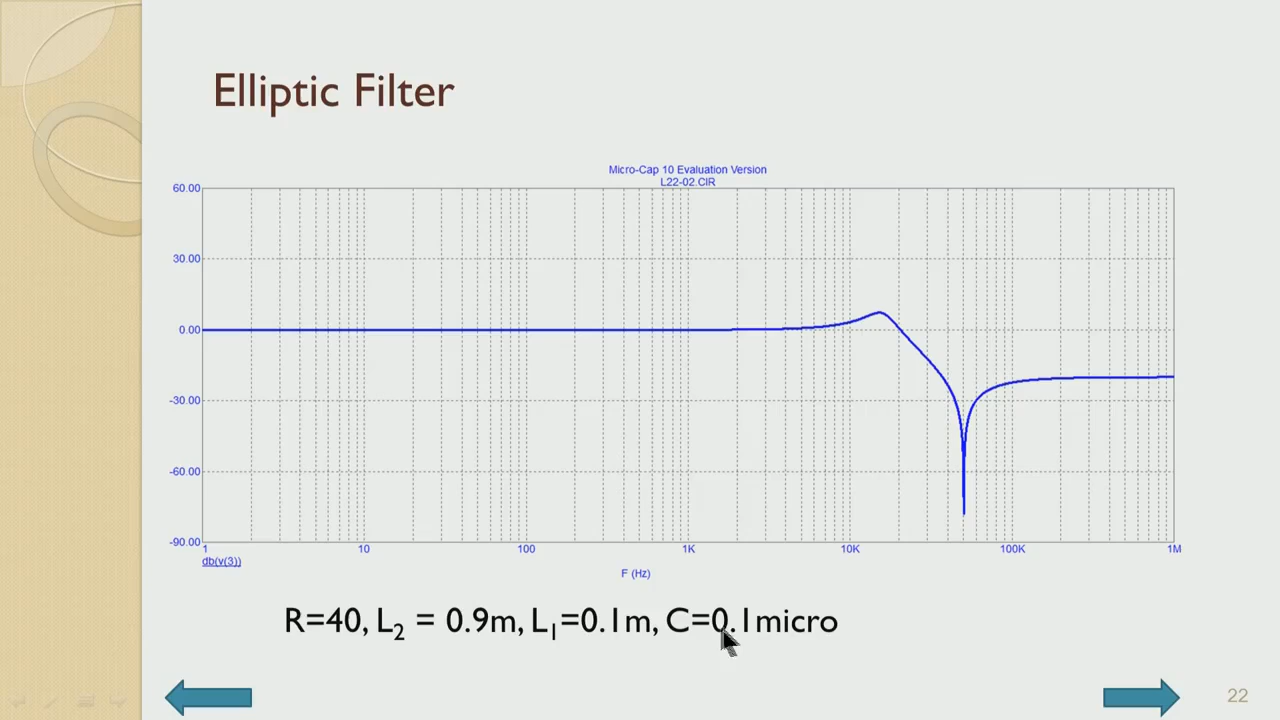 Elliptic Filter
Micro-Cap 10 Evaluation Version
L22-02.CIR
60.00
30.00
0.00
-30.00
-60.00
-90.00
1 10 100 1K 10K 100K 1M
db(v(3))
F (Hz)
R=40, L₂ = 0.9m, L₁=0.1m, C=0.1micro
22